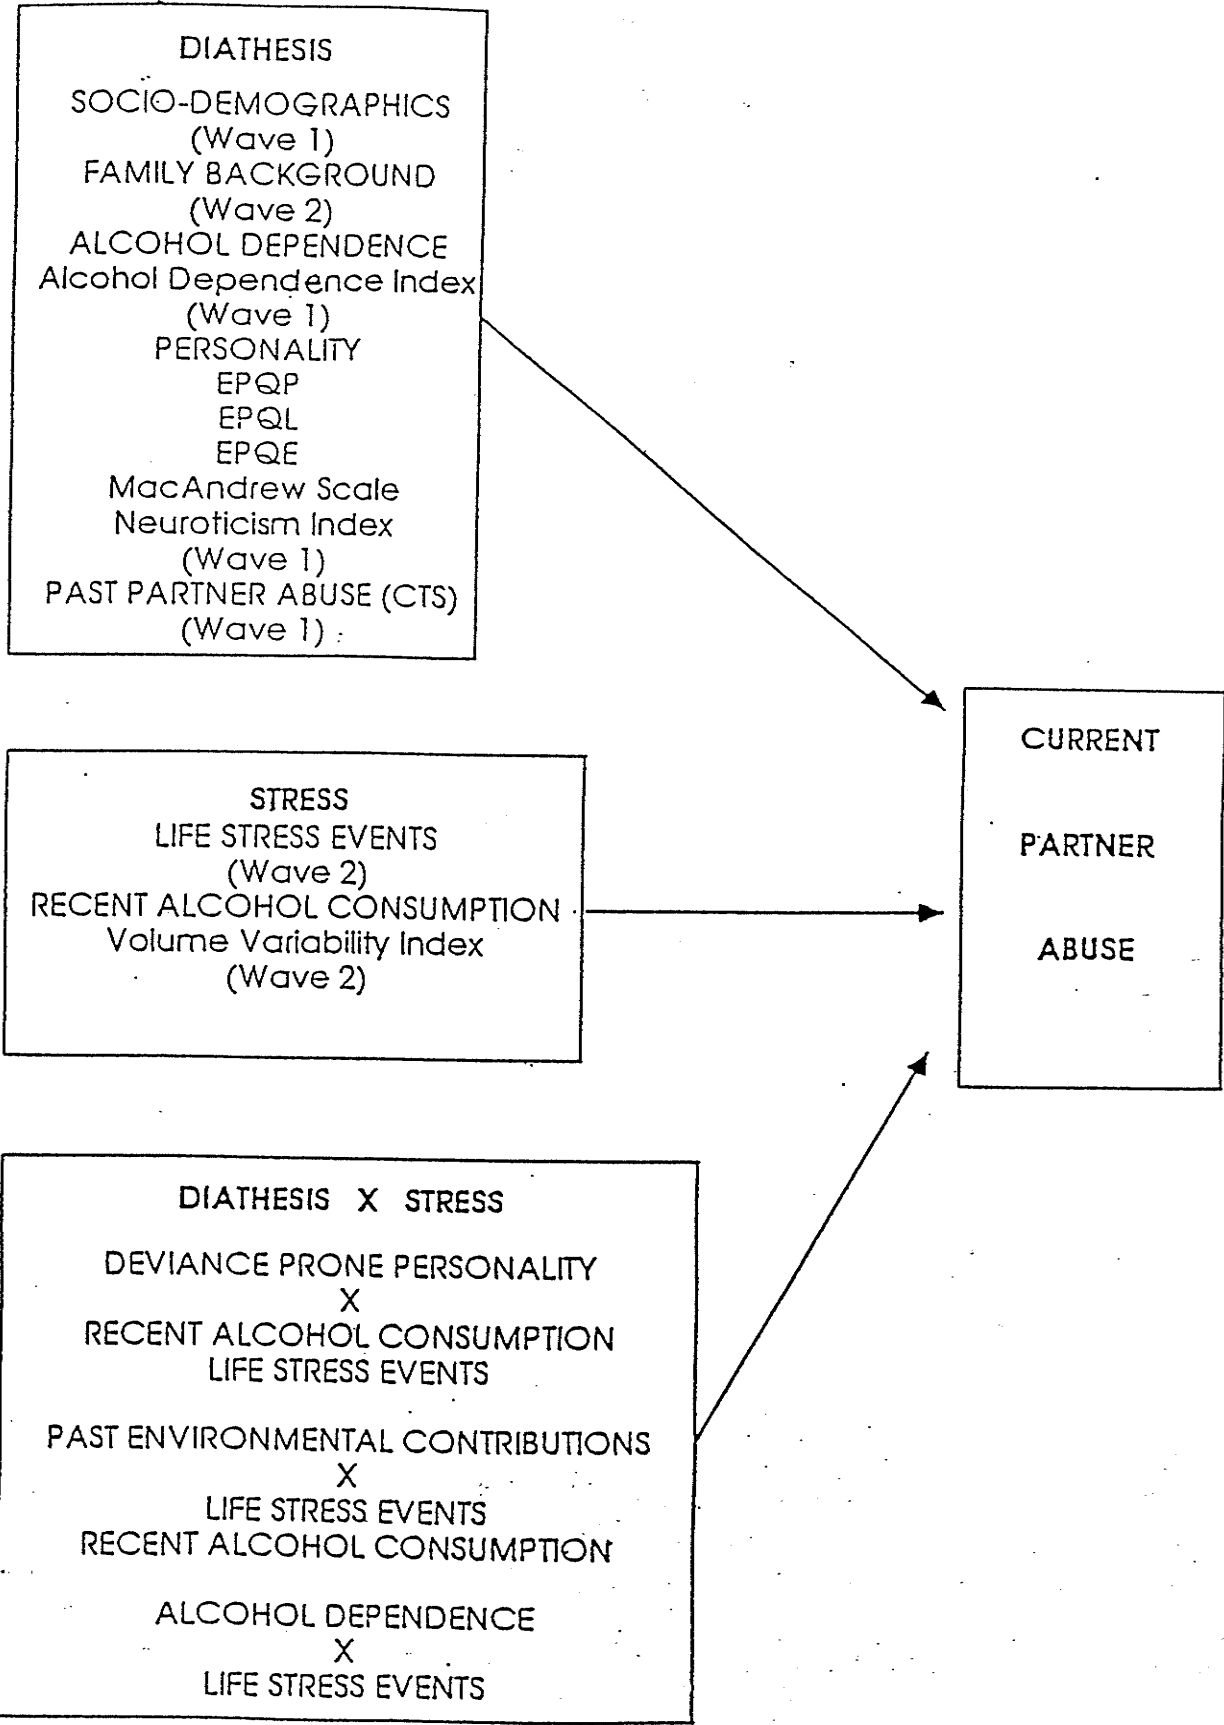 DIATHESIS
SOCIO-DEMOGRAPHICS
(Wave 1)
FAMILY BACKGROUND
(Wave 2)
ALCOHOL DEPENDENCE
Alcohol Dependence Index
(Wave 1)
PERSONALITY
EPQP
EPQL
EPQE
MacAndrew Scale
Neuroticism Index
(Wave 1)
PAST PARTNER ABUSE (CTS)
(Wave 1)
STRESS
LIFE STRESS EVENTS
(Wave 2)
RECENT ALCOHOL CONSUMPTION
Volume Variability Index
(Wave 2)
CURRENT
PARTNER
ABUSE
DIATHESIS X STRESS
DEVIANCE PRONE PERSONALITY
X
RECENT ALCOHOL CONSUMPTION
LIFE STRESS EVENTS
PAST ENVIRONMENTAL CONTRIBUTIONS
X
LIFE STRESS EVENTS
RECENT ALCOHOL CONSUMPTION
ALCOHOL DEPENDENCE
X
LIFE STRESS EVENTS